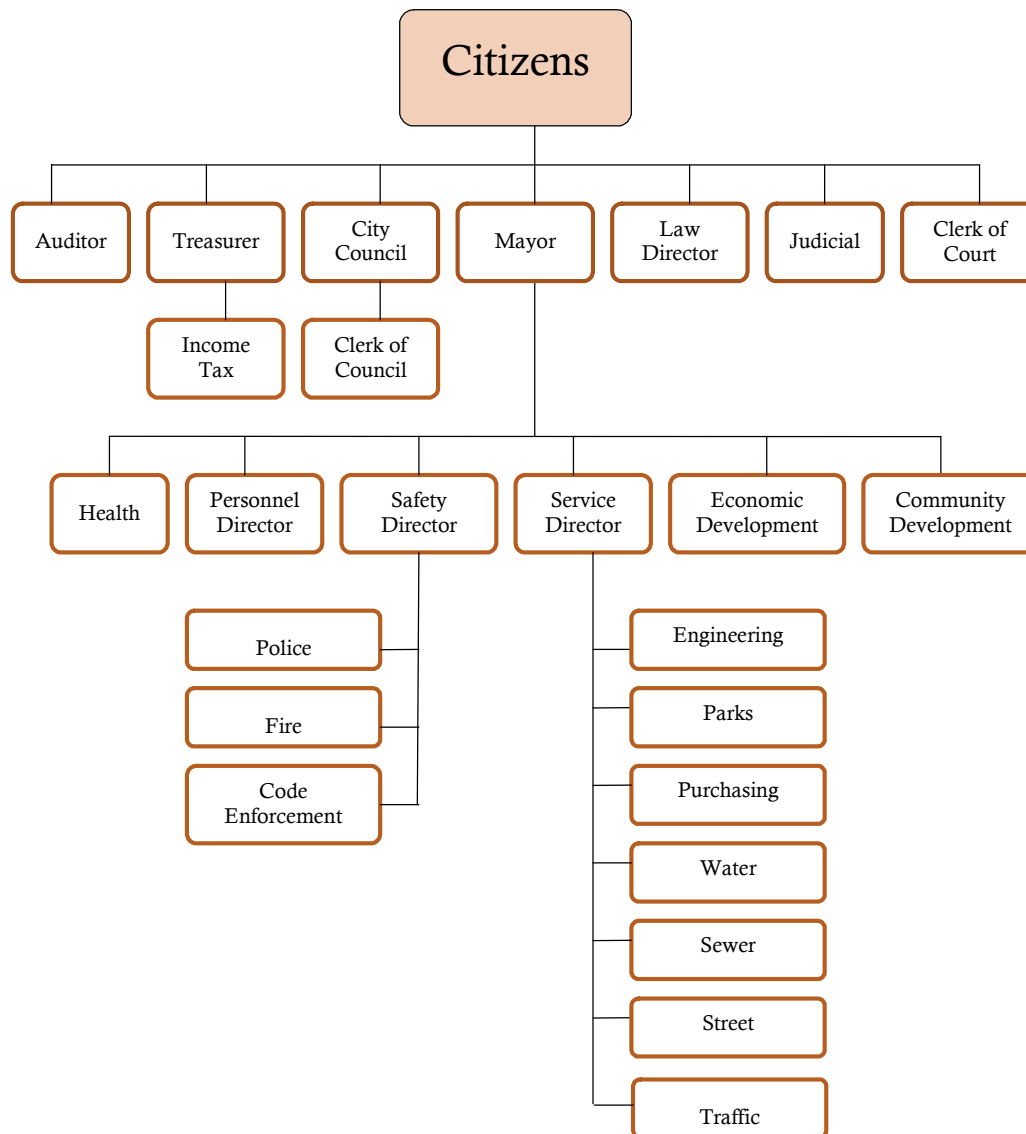 Citizens
Auditor
Treasurer
City
Council
Mayor
Law
Director
Judicial
Clerk of
Court
Income
Tax
Clerk of
Council
Health
Personnel
Director
Safety
Director
Service
Director
Economic
Development
Community
Development
Police
Fire
Code
Enforcement
Engineering
Parks
Purchasing
Water
Sewer
Street
Traffic